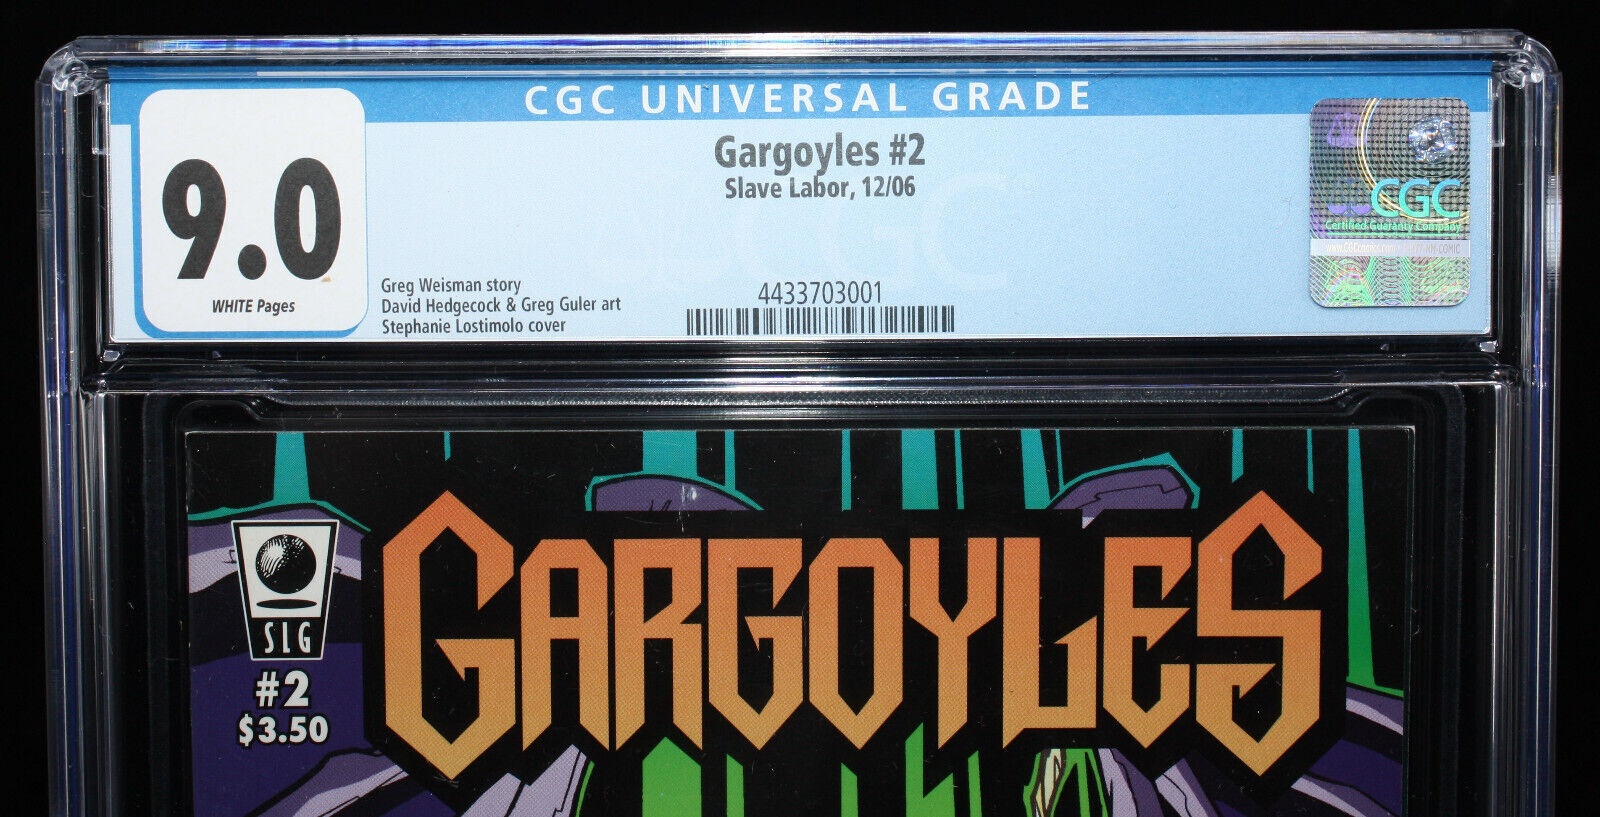 CGC UNIVERSAL GRADE
9.0
WHITE Pages
Gargoyles #2
Slave Labor, 12/06
Greg Weisman story
David Hedgecock & Greg Guler art
Stephanie Lostimolo cover
4433703001
CGC
Certified Guaranty Company
SLG
#2
$3.50
GARGOYLES